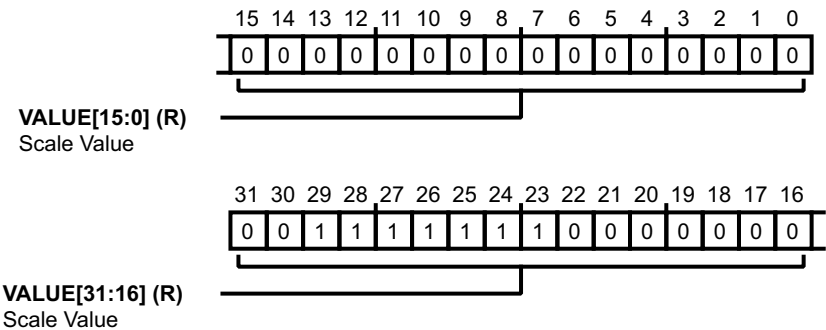 15 14 13 12 11 10 9 8 7 6 5 4 3 2 1 0
0 0 0 0 0 0 0 0 0 0 0 0 0 0 0 0
VALUE[15:0] (R)
Scale Value
31 30 29 28 27 26 25 24 23 22 21 20 19 18 17 16
0 0 1 1 1 1 1 1 1 0 0 0 0 0 0 0
VALUE[31:16] (R)
Scale Value